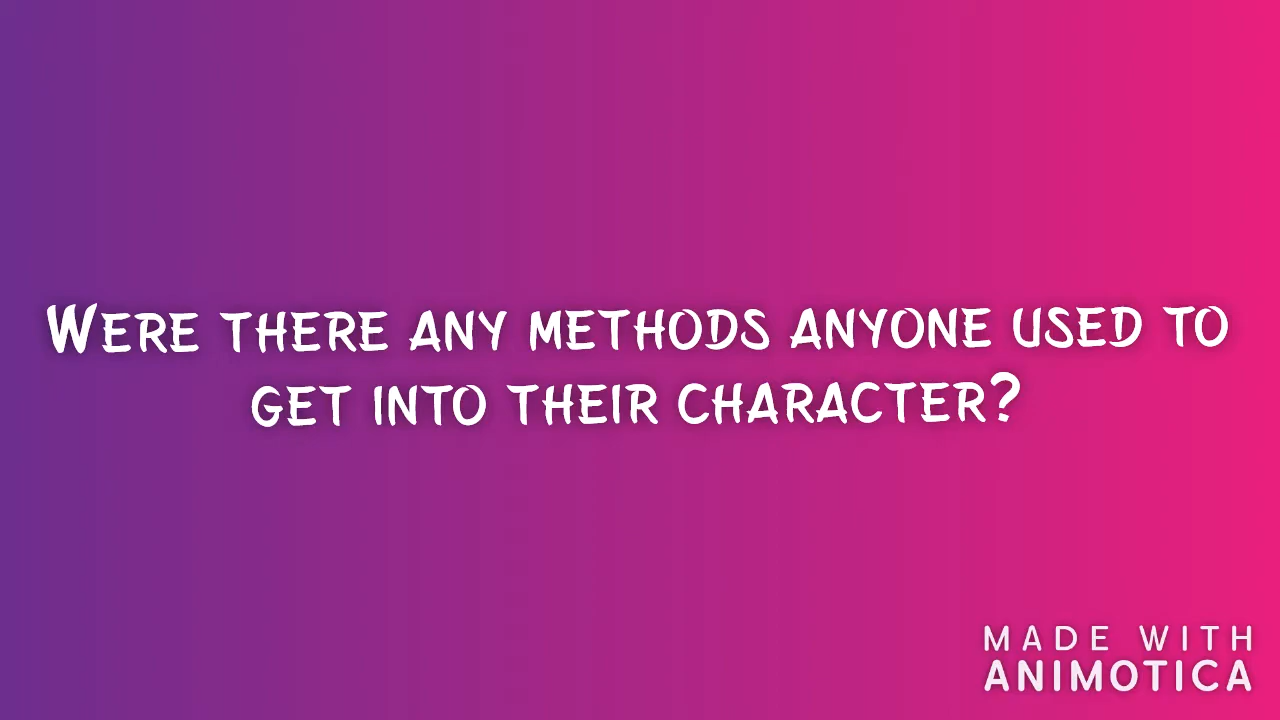 Were there any methods anyone used to
get into their character?
MADE WITH
ANIMOTICA